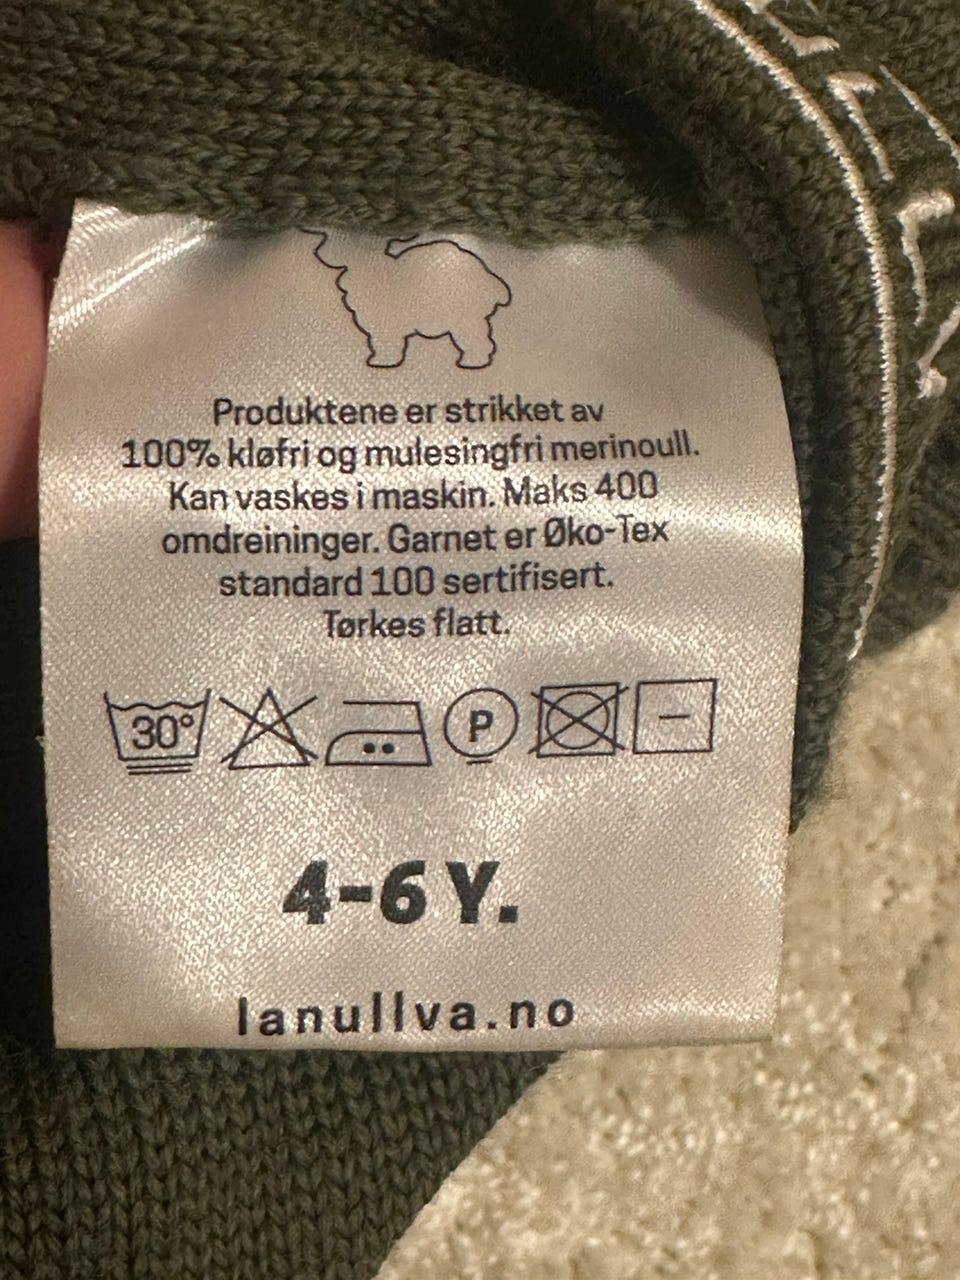 Produktene er strikket av
100% kløfri og mulesingfri merinoull.
Kan vaskes i maskin. Maks 400
omdreininger. Garnet er Øko-Tex
standard 100 sertifisert.
Tørkes flatt.
30° P
4-6 Y.
lanullva.no